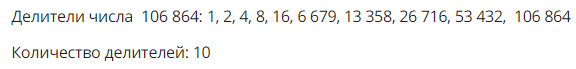 Делители числа 106 864: 1, 2, 4, 8, 16, 6 679, 13 358, 26 716, 53 432, 106 864
Количество делителей: 10